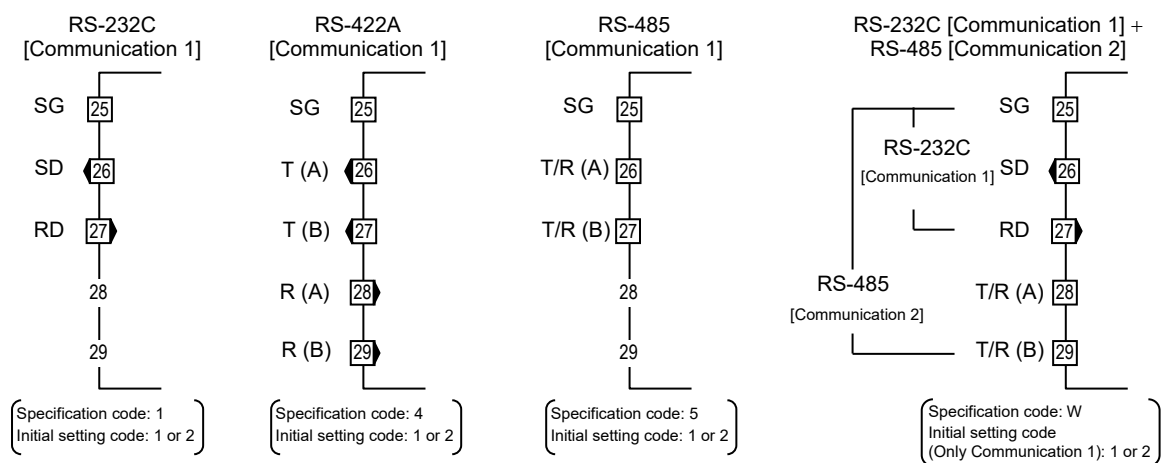 RS-232C
[Communication 1]
SG 25
SD 26
RD 27
28
29
Specification code: 1
Initial setting code: 1 or 2
RS-422A
[Communication 1]
SG 25
T (A) 26
T (B) 27
R (A) 28
R (B) 29
Specification code: 4
Initial setting code: 1 or 2
RS-485
[Communication 1]
SG 25
T/R (A) 26
T/R (B) 27
28
29
Specification code: 5
Initial setting code: 1 or 2
RS-232C [Communication 1] +
RS-485 [Communication 2]
RS-232C
[Communication 1]
RS-485
[Communication 2]
SG 25
SD 26
RD 27
T/R (A) 28
T/R (B) 29
Specification code: W
Initial setting code
(Only Communication 1): 1 or 2